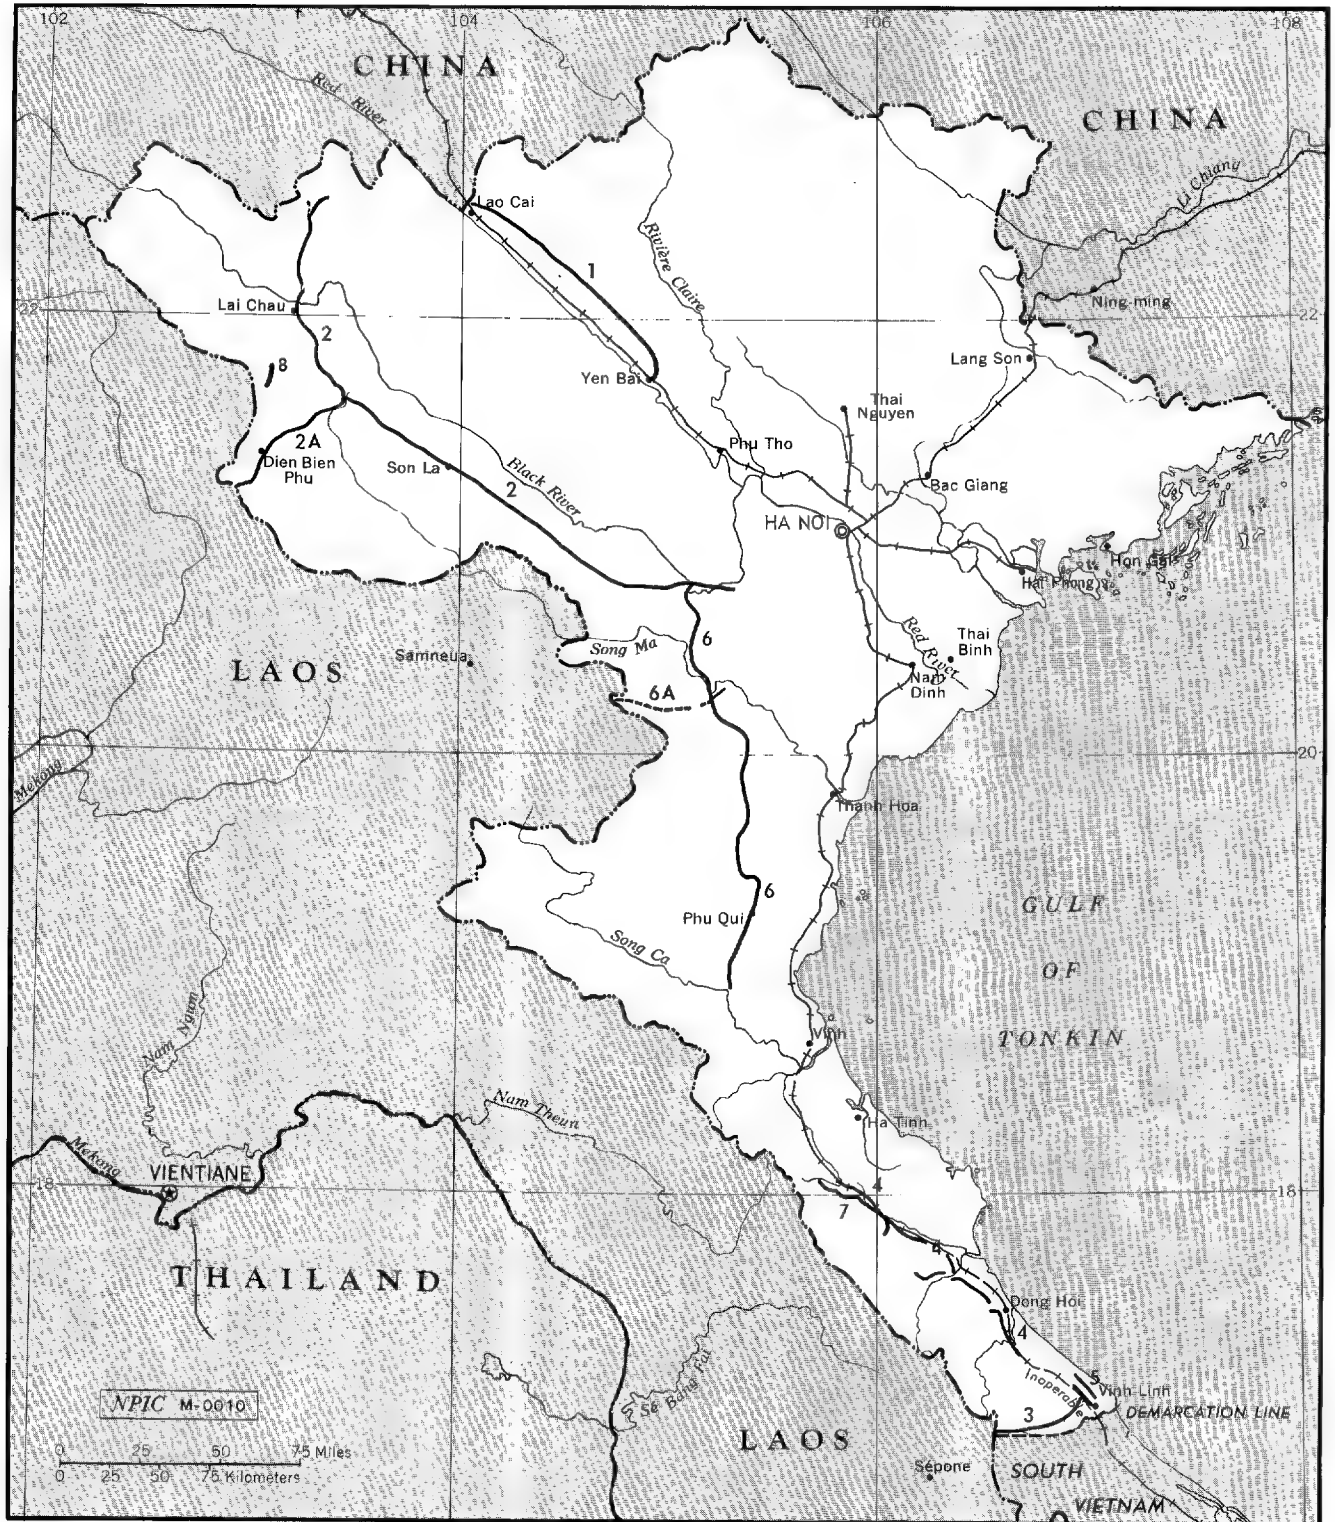 102
104
106
108
CHINA
Red River
CHINA
Li Chiang
Lao Cai
Rivière Claire
1
Ning-ming
Lai Chau
22
22
2
Lang Son
8
Yen Bai
Thai
Nguyen
2A
Phu Tho
Dien Bien
Phu
Son La
Black River
2
Bac Giang
HA NOI
Hon Gai
Hai Phong
Red River
Thai
Binh
6
Song Ma
Samneua
LAOS
Nam
Dinh
6A
20
Mekong
Thanh Hoa
6
Phu Qui
GULF
OF
TONKIN
Song Ca
Nam Ngum
Vinh
Nam Theun
Ha Tinh
Mekong
VIENTIANE
18
18
4
7
4
THAILAND
Dong Hoi
4
Se Bang Fai
Inoperable
5
Vinh Linh
NPIC M-0010
3
DEMARCATION LINE
LAOS
0 25 50 75 Miles
0 25 50 75 Kilometers
Sepone
SOUTH
VIETNAM